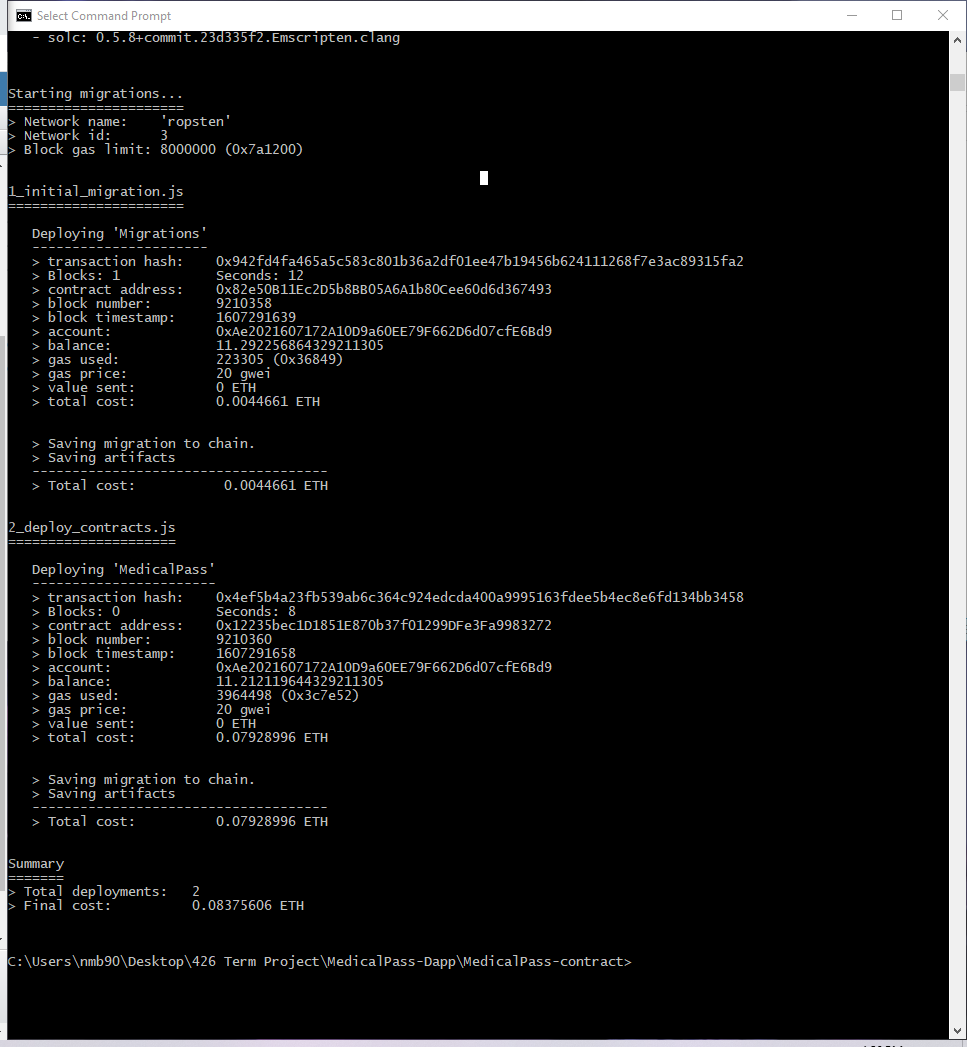 Select Command Prompt
- solc: 0.5.8+commit.23d335f2.Emscripten.clang
Starting migrations...
======================
> Network name:    'ropsten'
> Network id:      3
> Block gas limit: 8000000 (0x7a1200)
1_initial_migration.js
======================
Deploying 'Migrations'
----------------------
> transaction hash:    0x942fd4fa465a5c583c801b36a2df01ee47b19456b624111268f7e3ac89315fa2
> Blocks: 1            Seconds: 12
> contract address:    0x82e50B11Ec2D5b8BB05A6A1b80Cee60d6d367493
> block number:        9210358
> block timestamp:     1607291639
> account:             0xAe2021607172A10D9a60EE79F662D6d07cfE6Bd9
> balance:             11.292256864329211305
> gas used:            223305 (0x36849)
> gas price:           20 gwei
> value sent:          0 ETH
> total cost:          0.0044661 ETH
> Saving migration to chain.
> Saving artifacts
-------------------------------------
> Total cost:           0.0044661 ETH
2_deploy_contracts.js
=====================
Deploying 'MedicalPass'
-----------------------
> transaction hash:    0x4ef5b4a23fb539ab6c364c924edcda400a9995163fdee5b4ec8e6fd134bb3458
> Blocks: 0            Seconds: 8
> contract address:    0x12235bec1D1851E870b37f01299DFe3Fa9983272
> block number:        9210360
> block timestamp:     1607291658
> account:             0xAe2021607172A10D9a60EE79F662D6d07cfE6Bd9
> balance:             11.212119644329211305
> gas used:            3964498 (0x3c7e52)
> gas price:           20 gwei
> value sent:          0 ETH
> total cost:          0.07928996 ETH
> Saving migration to chain.
> Saving artifacts
-------------------------------------
> Total cost:          0.07928996 ETH
Summary
=======
> Total deployments:   2
> Final cost:          0.08375606 ETH
C:\Users\nmb90\Desktop\426 Term Project\MedicalPass-Dapp\MedicalPass-contract>